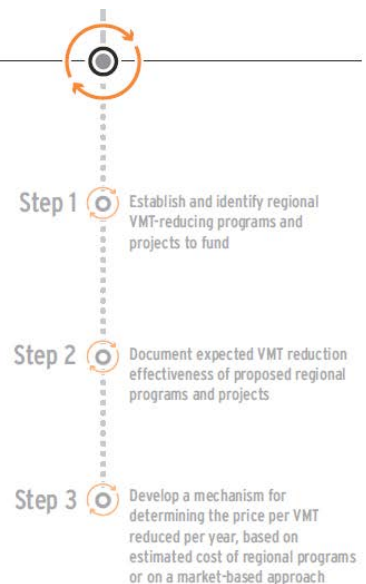 Step 1
Establish and identify regional
VMT-reducing programs and
projects to fund
Step 2
Document expected VMT reduction
effectiveness of proposed regional
programs and projects
Step 3
Develop a mechanism for
determining the price per VMT
reduced per year, based on
estimated cost of regional programs
or on a market-based approach